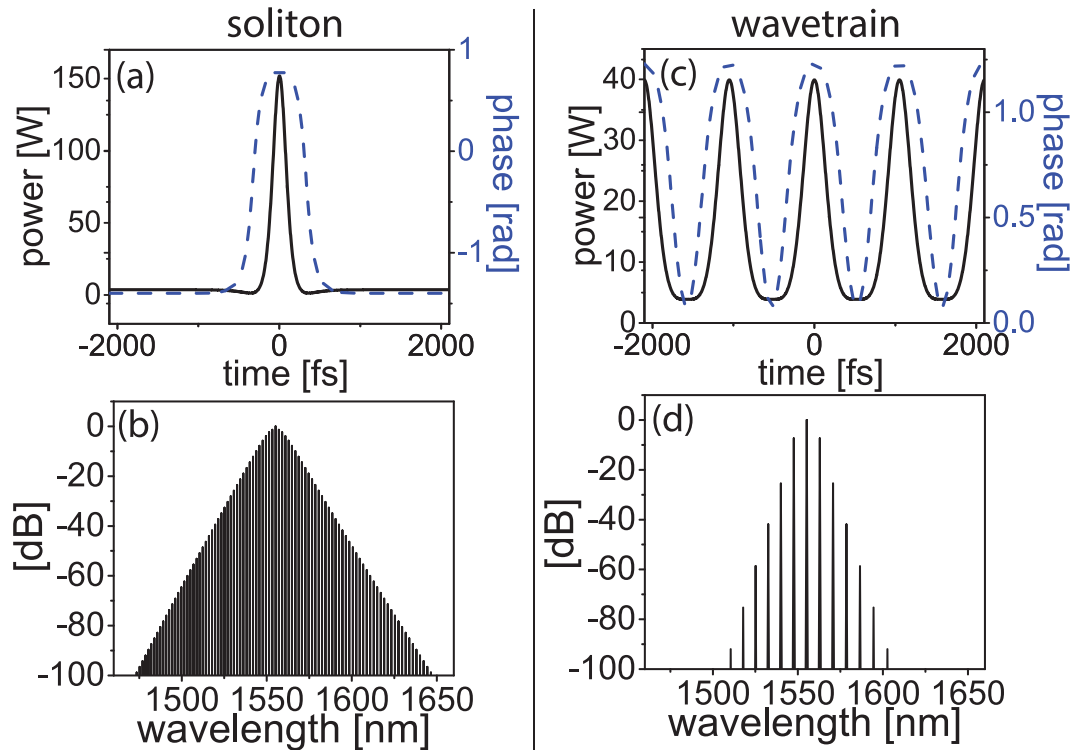 soliton
wavetrain
(a)
150
100
50
0
power [W]
1
0
-1
phase [rad]
-2000 0 2000
time [fs]
(c)
40
30
20
10
0
power [W]
1.0
0.5
0.0
phase [rad]
-2000 0 2000
time [fs]
(b)
0
-20
-40
-60
-80
-100
[dB]
1500 1550 1600 1650
wavelength [nm]
(d)
0
-20
-40
-60
-80
-100
[dB]
1500 1550 1600 1650
wavelength [nm]